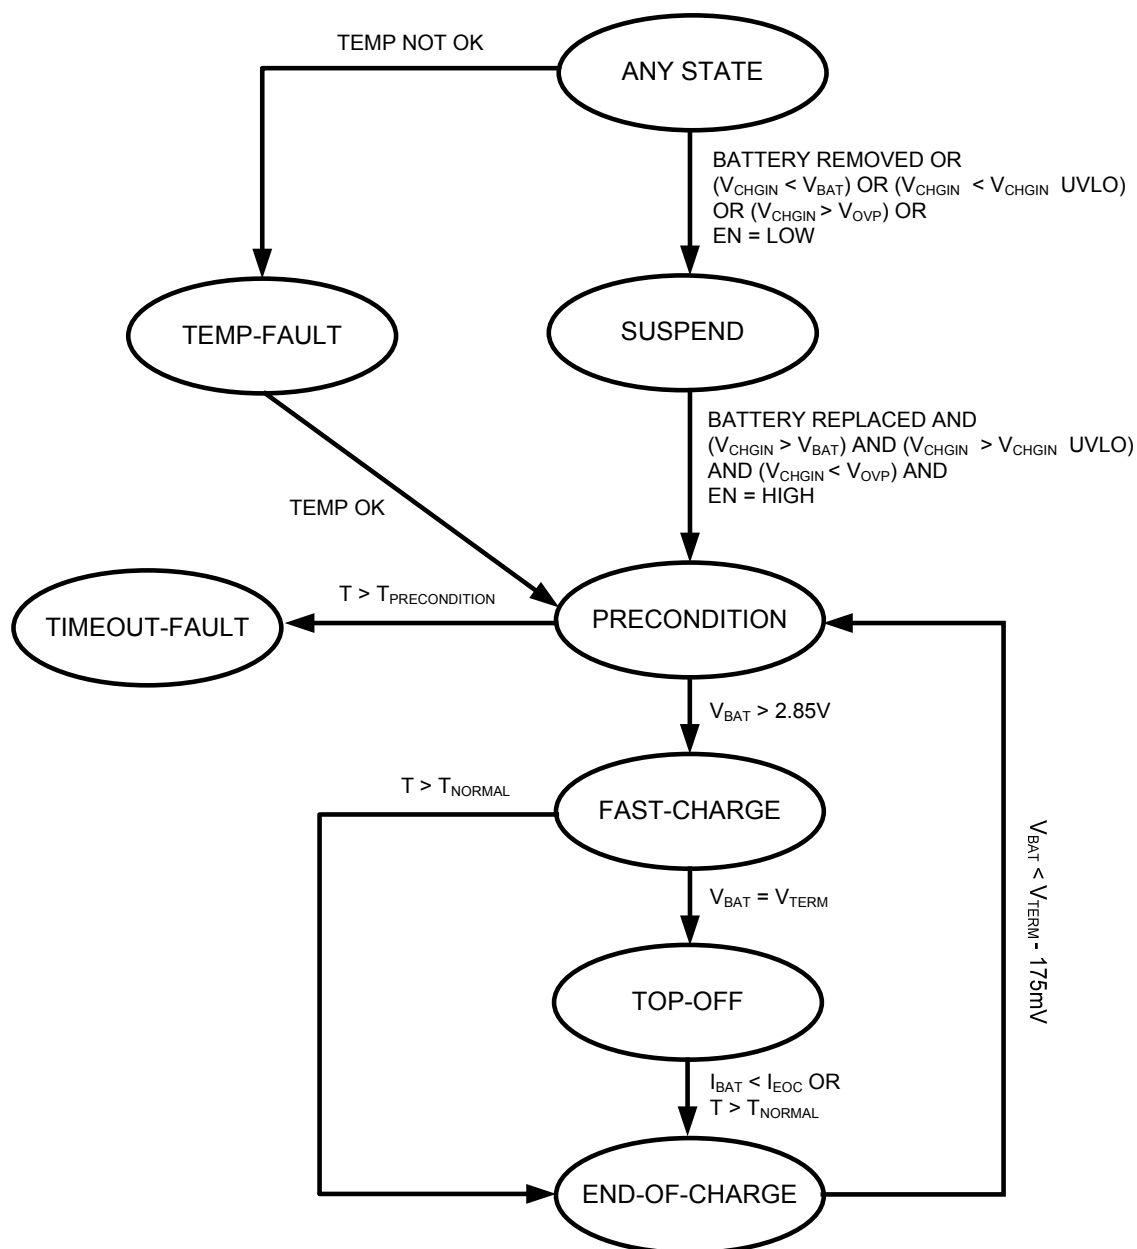 ANY STATE
TEMP NOT OK
BATTERY REMOVED OR
(VCHGIN < VBAT) OR (VCHGIN < VCHGIN UVLO)
OR (VCHGIN > VOVP) OR
EN = LOW
TEMP-FAULT
SUSPEND
BATTERY REPLACED AND
(VCHGIN > VBAT) AND (VCHGIN > VCHGIN UVLO)
AND (VCHGIN < VOVP) AND
EN = HIGH
TEMP OK
T > TPRECONDITION
TIMEOUT-FAULT
PRECONDITION
VBAT > 2.85V
T > TNORMAL
FAST-CHARGE
VBAT = VTERM
VBAT < VTERM - 175mV
TOP-OFF
IBAT < IEOC OR
T > TNORMAL
END-OF-CHARGE